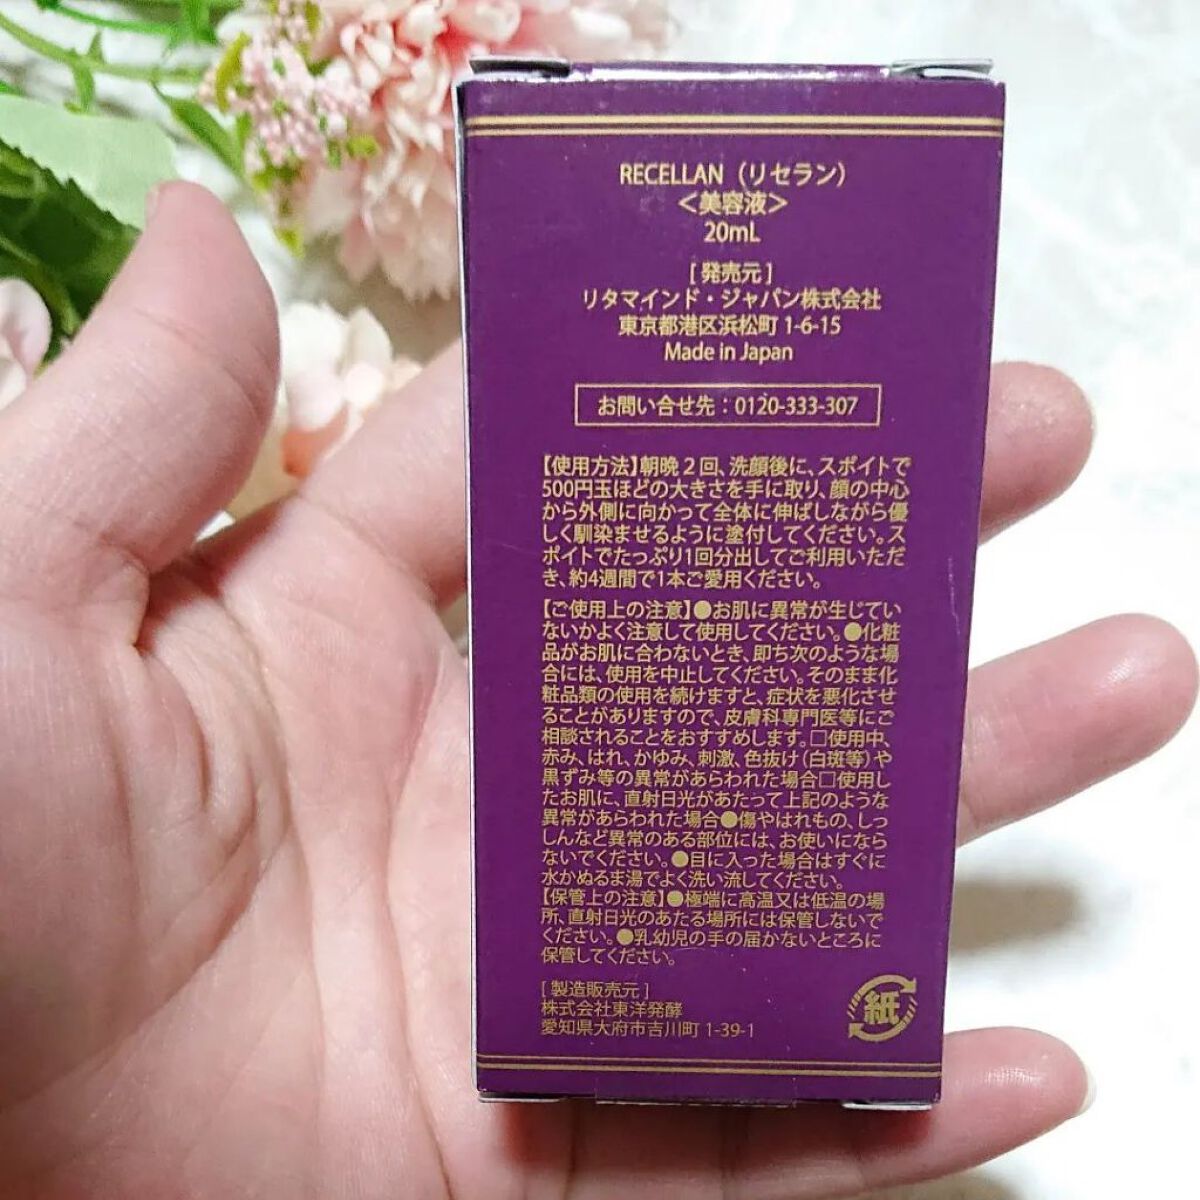 RECELLAN（リセラン）
＜美容液＞
20mL
[ 発売元 ]
リタマインド・ジャパン株式会社
東京都港区浜松町 1-6-15
Made in Japan
お問い合せ先：0120-333-307
【使用方法】朝晩２回、洗顔後に、スポイトで
500円玉ほどの大きさを手に取り、顔の中心
から外側に向かって全体に伸ばしながら優
しく馴染ませるように塗付してください。ス
ポイトでたっぷり1回分出してご利用いただ
き、約4週間で1本ご愛用ください。
【ご使用上の注意】●お肌に異常が生じてい
ないかよく注意して使用してください。●化粧
品がお肌に合わないとき、即ち次のような場
合には、使用を中止してください。そのまま化
粧品類の使用を続けますと、症状を悪化させ
ることがありますので、皮膚科専門医等にご
相談されることをおすすめします。□使用中、
赤み、はれ、かゆみ、刺激、色抜け（白斑等）や
黒ずみ等の異常があらわれた場合□使用し
たお肌に、直射日光があたって上記のような
異常があらわれた場合●傷やはれもの、しっ
しんなど異常のある部位には、お使いになら
ないでください。●目に入った場合はすぐに
水かぬるま湯でよく洗い流してください。
【保管上の注意】●極端に高温又は低温の場
所、直射日光のあたる場所には保管しないで
ください。●乳幼児の手の届かないところに
保管してください。
[ 製造販売元 ]
株式会社東洋発酵
愛知県大府市吉川町 1-39-1
紙